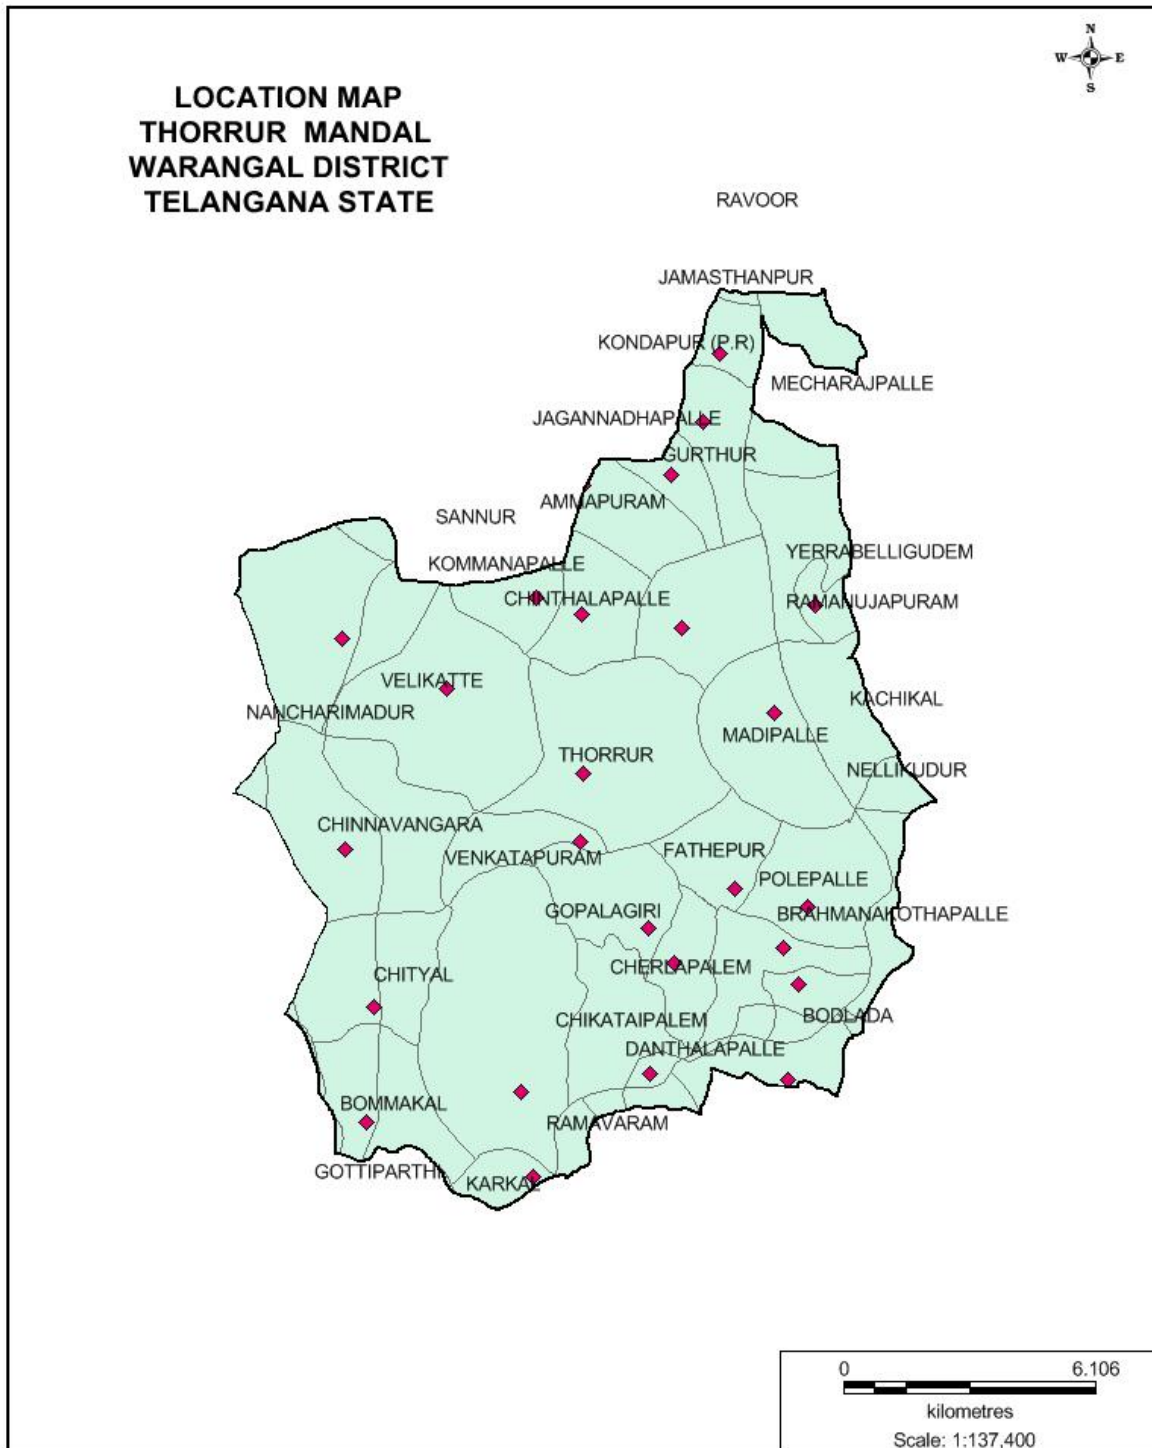 N
W E
S
LOCATION MAP
THORRUR MANDAL
WARANGAL DISTRICT
TELANGANA STATE
RAVOOR
JAMASTHANPUR
KONDAPUR (P.R)
MECHARAJPALLE
JAGANNADHAPALLE
GURTHUR
AMMAPURAM
SANNUR
YERRABELLIGUDEM
KOMMANAPALLE
CHINTHALAPALLE
RAMANUJAPURAM
VELIKATTE
KACHIKAL
NANCHARIMADUR
MADIPALLE
THORRUR
NELLIKUDUR
CHINNAVANGARA
FATHEPUR
VENKATAPURAM
POLEPALLE
GOPALAGIRI
BRAHMANAKOTHAPALLE
CHERLAPALEM
CHITYAL
BODLADA
CHIKATAIPALEM
DANTHALAPALLE
BOMMAKAL
RAMAVARAM
GOTTIPARTHI
KARKAL
0 6.106
kilometres
Scale: 1:137,400